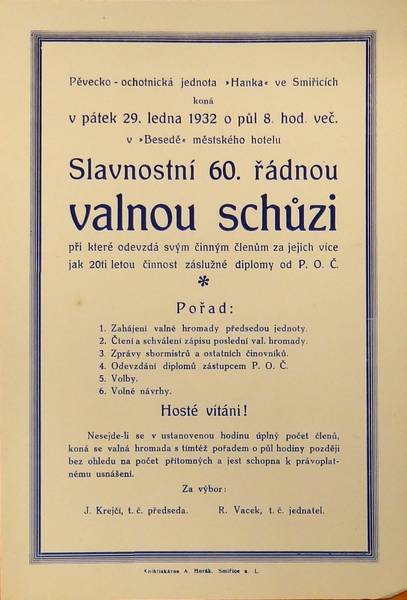 Pěvecko - ochotnická jednota »Hanka« ve Smiřicích
koná
v pátek 29. ledna 1932 o půl 8. hod. več.
v »Besedě« městského hotelu
Slavnostní 60. řádnou
valnou schůzi
při které odevzdá svým činným členům za jejich více
jak 20ti letou činnost záslužné diplomy od P. O. Č.
*
Pořad:
1. Zahájení valné hromady předsedou jednoty.
2. Čtení a schválení zápisu poslední val. hromady.
3. Zprávy sbormistrů a ostatních činovníků.
4. Odevzdání diplomů zástupcem P. O. Č.
5. Volby.
6. Volné návrhy.
Hosté vítáni!
Nesejde-li se v ustanovenou hodinu úplný počet členů,
koná se valná hromada s tímtéž pořadem o půl hodiny později
bez ohledu na počet přítomných a jest schopna k právoplat-
nému usnášení.
Za výbor:
J. Krejčí, t. č. předseda. R. Vacek, t. č. jednatel.
Knihtiskárna A. Horák, Smiřice n. L.